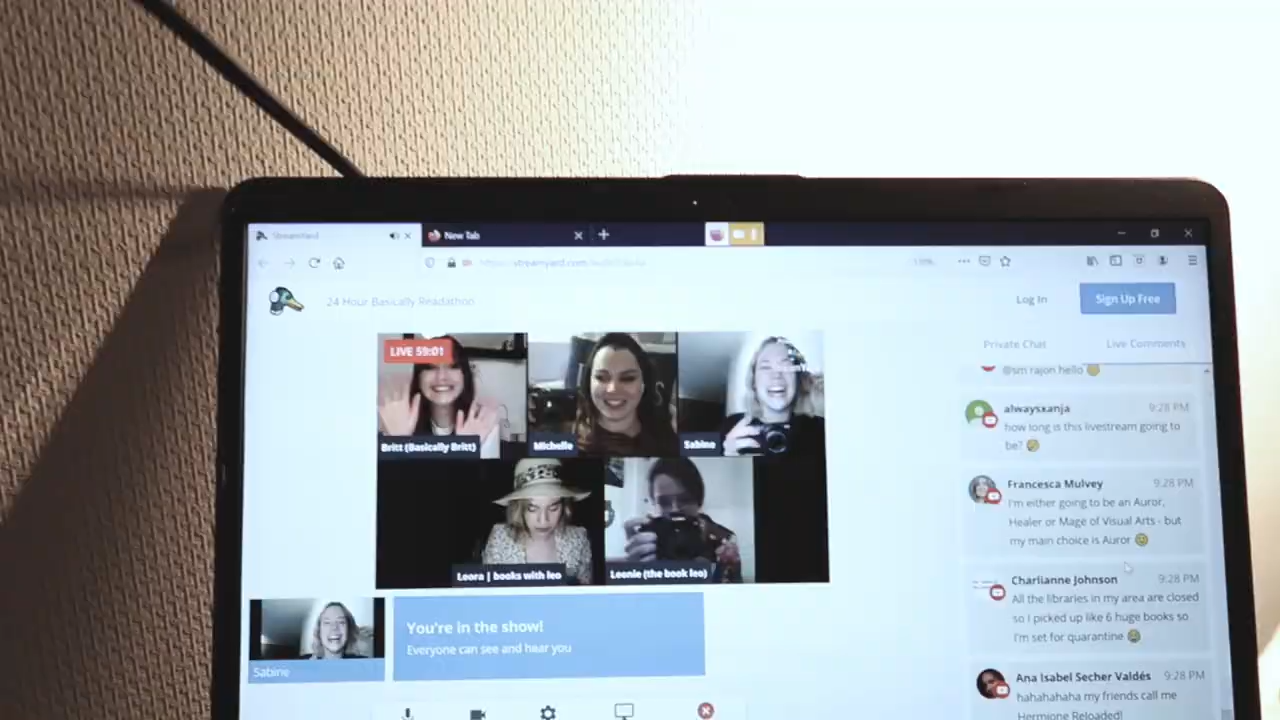 StreamYard
New Tab
24 Hour Basically Readathon
Log In
Sign Up Free
Private Chat
Live Comments
@sm rajon hello
LIVE 59:01
Britt (Basically Britt)
Michelle
Sabine
Leora | books with leo
Leonie (the book leo)
alwaysxanja 9:28 PM
how long is this livestream going to
be?
Francesca Mulvey 9:28 PM
I'm either going to be an Auror,
Healer or Mage of Visual Arts - but
my main choice is Auror
Charlianne Johnson 9:28 PM
All the libraries in my area are closed
so I picked up like 6 huge books so
I'm set for quarantine
Ana Isabel Secher Valdés 9:28 PM
hahahahaha my friends call me
Hermione Reloaded!
You're in the show!
Everyone can see and hear you
Sabine